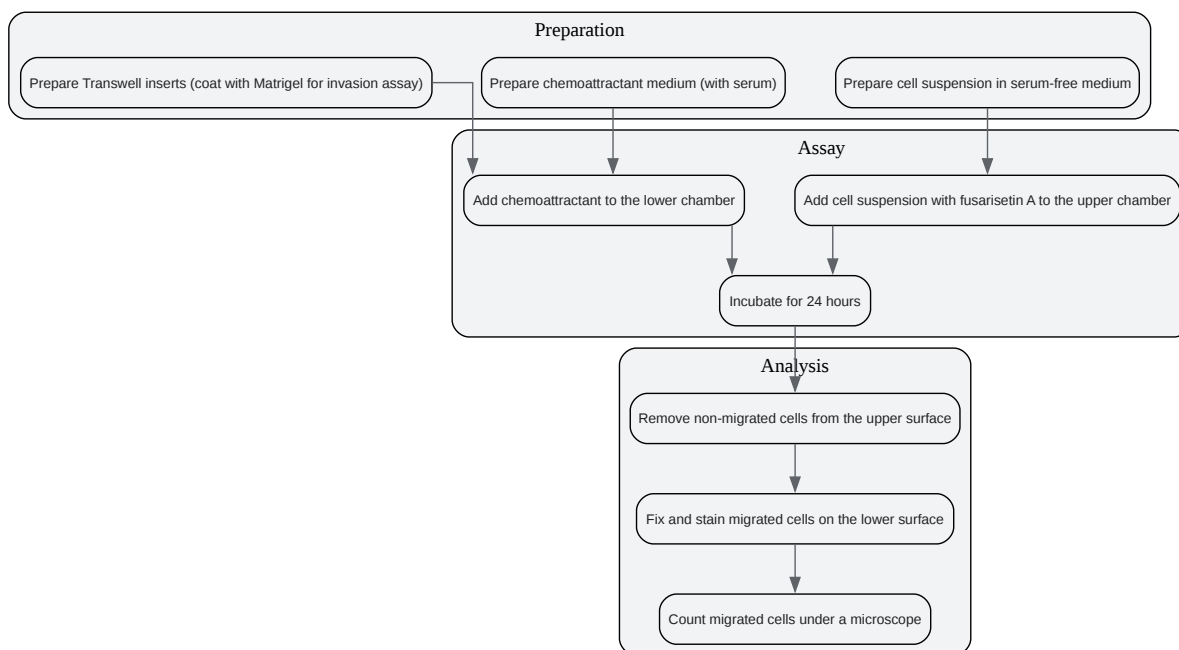 Preparation
Prepare Transwell inserts (coat with Matrigel for invasion assay)
Prepare chemoattractant medium (with serum)
Prepare cell suspension in serum-free medium
Assay
Add chemoattractant to the lower chamber
Add cell suspension with fusarisetin A to the upper chamber
Incubate for 24 hours
Analysis
Remove non-migrated cells from the upper surface
Fix and stain migrated cells on the lower surface
Count migrated cells under a microscope